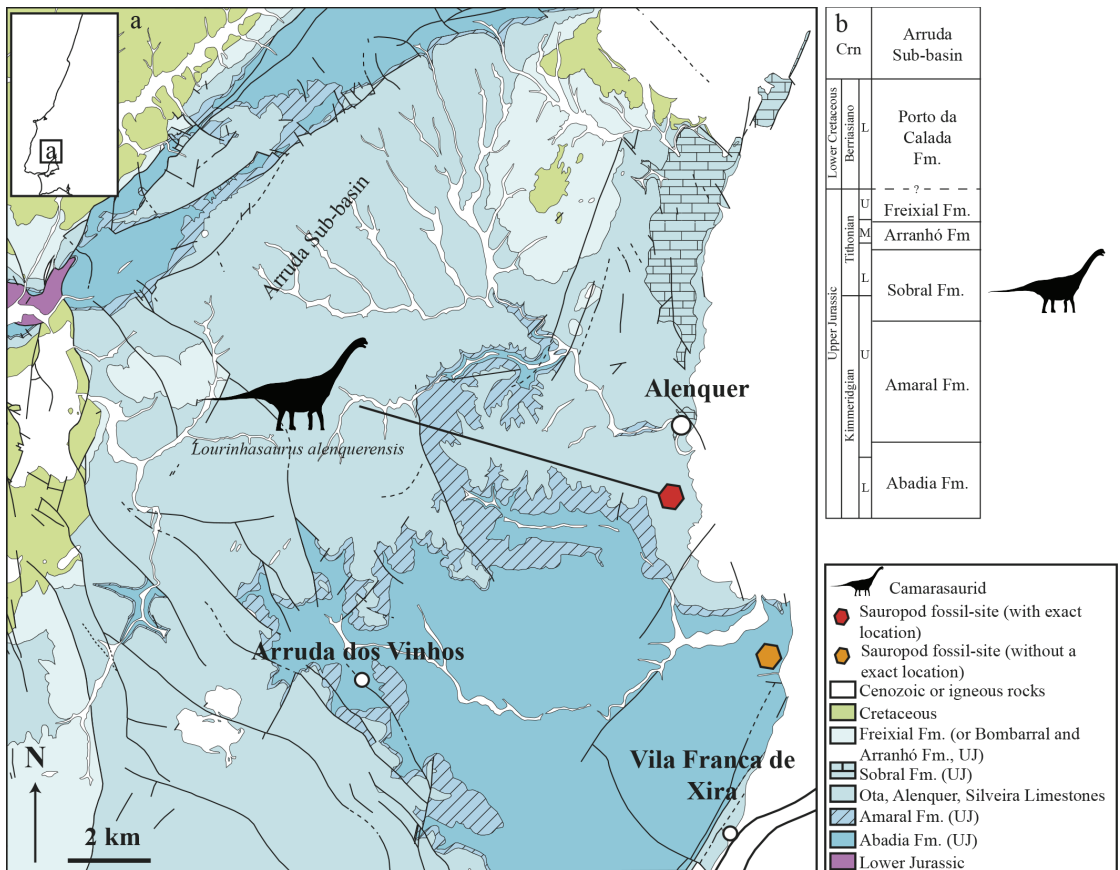 a
a
Arruda Sub-basin
Lourinhasaurus alenquerensis
Alenquer
Arruda dos Vinhos
Vila Franca de
Xira
N
2 km
b
Crn
Arruda
Sub-basin
Lower Cretaceous
Berriasiano
L
Porto da
Calada
Fm.
?
Upper Jurassic
Tithonian
U
Freixial Fm.
M
Arranhó Fm
L
Sobral Fm.
Kimmeridgian
U
Amaral Fm.
L
Abadia Fm.
Camarasaurid
Sauropod fossil-site (with exact
location)
Sauropod fossil-site (without a
exact location)
Cenozoic or igneous rocks
Cretaceous
Freixial Fm. (or Bombarral and
Arranhó Fm., UJ)
Sobral Fm. (UJ)
Ota, Alenquer, Silveira Limestones
Amaral Fm. (UJ)
Abadia Fm. (UJ)
Lower Jurassic